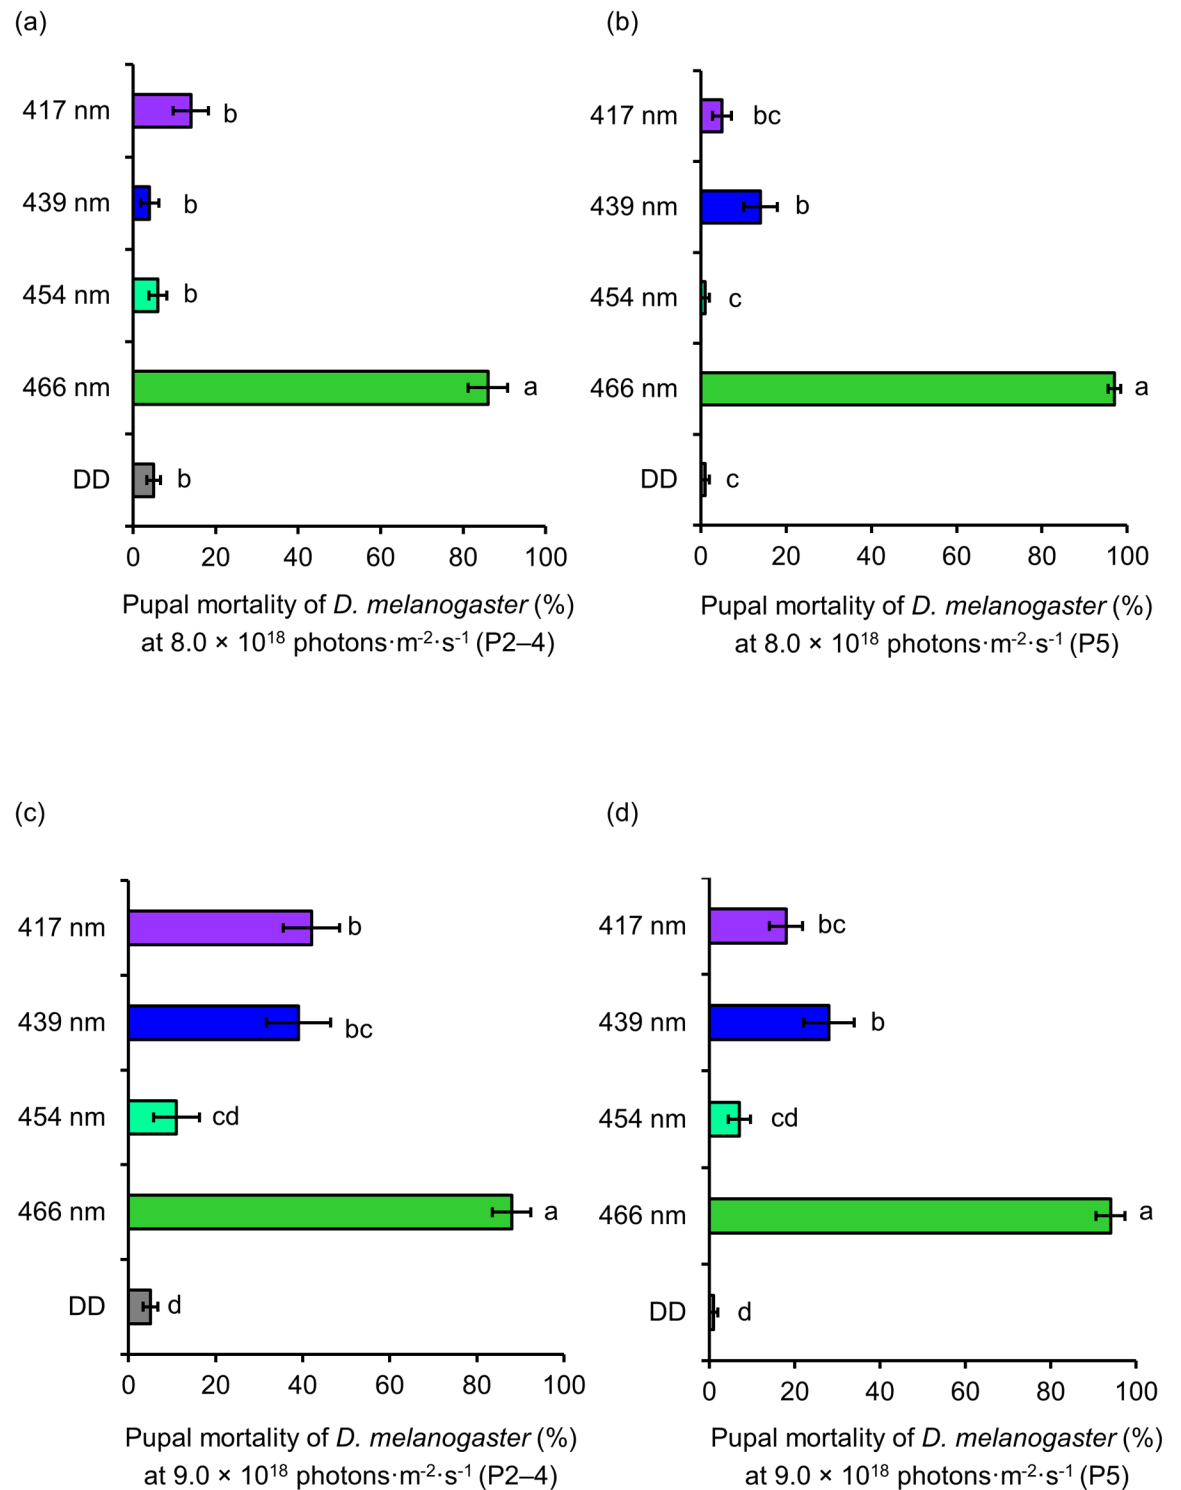 (a)
417 nm b
439 nm b
454 nm b
466 nm a
DD b
0 20 40 60 80 100
Pupal mortality of D. melanogaster (%)
at 8.0 × 10¹⁸ photons·m⁻²·s⁻¹ (P2–4)
(b)
417 nm bc
439 nm b
454 nm c
466 nm a
DD c
0 20 40 60 80 100
Pupal mortality of D. melanogaster (%)
at 8.0 × 10¹⁸ photons·m⁻²·s⁻¹ (P5)
(c)
417 nm b
439 nm bc
454 nm cd
466 nm a
DD d
0 20 40 60 80 100
Pupal mortality of D. melanogaster (%)
at 9.0 × 10¹⁸ photons·m⁻²·s⁻¹ (P2–4)
(d)
417 nm bc
439 nm b
454 nm cd
466 nm a
DD d
0 20 40 60 80 100
Pupal mortality of D. melanogaster (%)
at 9.0 × 10¹⁸ photons·m⁻²·s⁻¹ (P5)